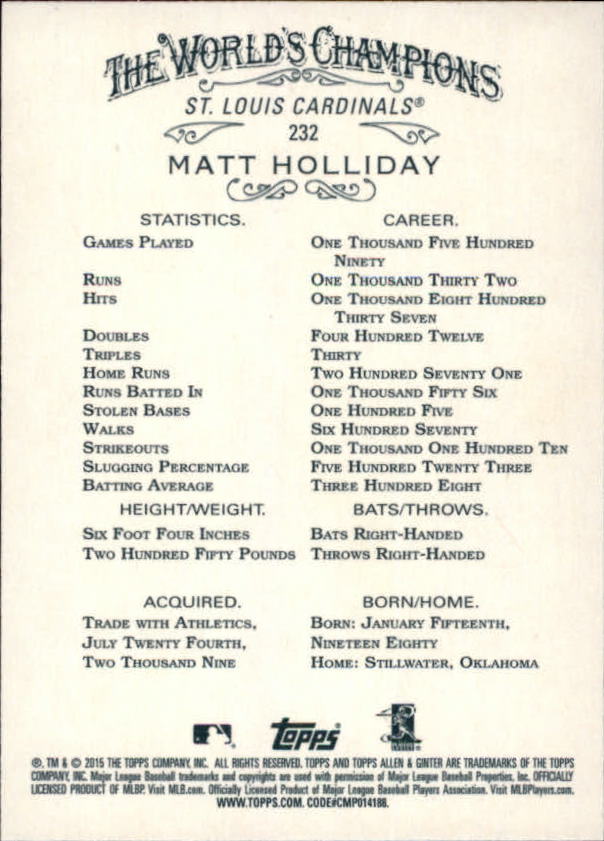 THE WORLD'S CHAMPIONS
ST. LOUIS CARDINALS®
232
MATT HOLLIDAY
STATISTICS. CAREER.
GAMES PLAYED ONE THOUSAND FIVE HUNDRED
NINETY
RUNS ONE THOUSAND THIRTY TWO
HITS ONE THOUSAND EIGHT HUNDRED
THIRTY SEVEN
DOUBLES FOUR HUNDRED TWELVE
TRIPLES THIRTY
HOME RUNS TWO HUNDRED SEVENTY ONE
RUNS BATTED IN ONE THOUSAND FIFTY SIX
STOLEN BASES ONE HUNDRED FIVE
WALKS SIX HUNDRED SEVENTY
STRIKEOUTS ONE THOUSAND ONE HUNDRED TEN
SLUGGING PERCENTAGE FIVE HUNDRED TWENTY THREE
BATTING AVERAGE THREE HUNDRED EIGHT
HEIGHT/WEIGHT. BATS/THROWS.
SIX FOOT FOUR INCHES BATS RIGHT-HANDED
TWO HUNDRED FIFTY POUNDS THROWS RIGHT-HANDED
ACQUIRED. BORN/HOME.
TRADE WITH ATHLETICS, BORN: JANUARY FIFTEENTH,
JULY TWENTY FOURTH, NINETEEN EIGHTY
TWO THOUSAND NINE HOME: STILLWATER, OKLAHOMA
topps®
®, TM & © 2015 THE TOPPS COMPANY, INC. ALL RIGHTS RESERVED. TOPPS AND TOPPS ALLEN & GINTER ARE TRADEMARKS OF THE TOPPS
COMPANY, INC. Major League Baseball trademarks and copyrights are used with permission of Major League Baseball Properties, Inc. OFFICIALLY
LICENSED PRODUCT OF MLBP. Visit MLB.com. Officially Licensed Product of Major League Baseball Players Association. Visit MLBPlayers.com.
WWW.TOPPS.COM. CODE#CMP014188.